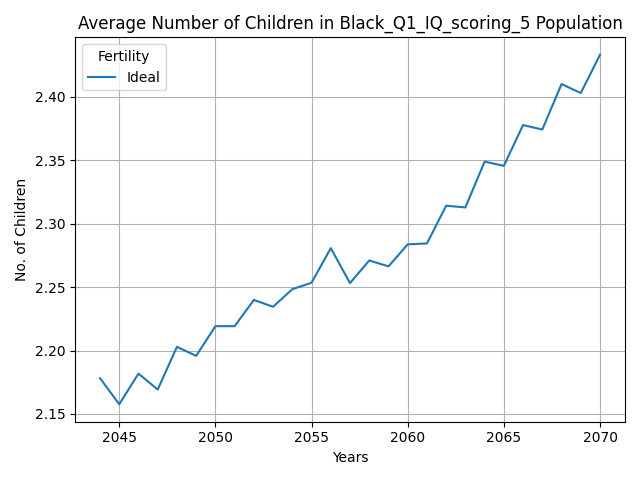 Average Number of Children in Black_Q1_IQ_scoring_5 Population
Fertility
Ideal
No. of Children
2.40
2.35
2.30
2.25
2.20
2.15
2045
2050
2055
2060
2065
2070
Years